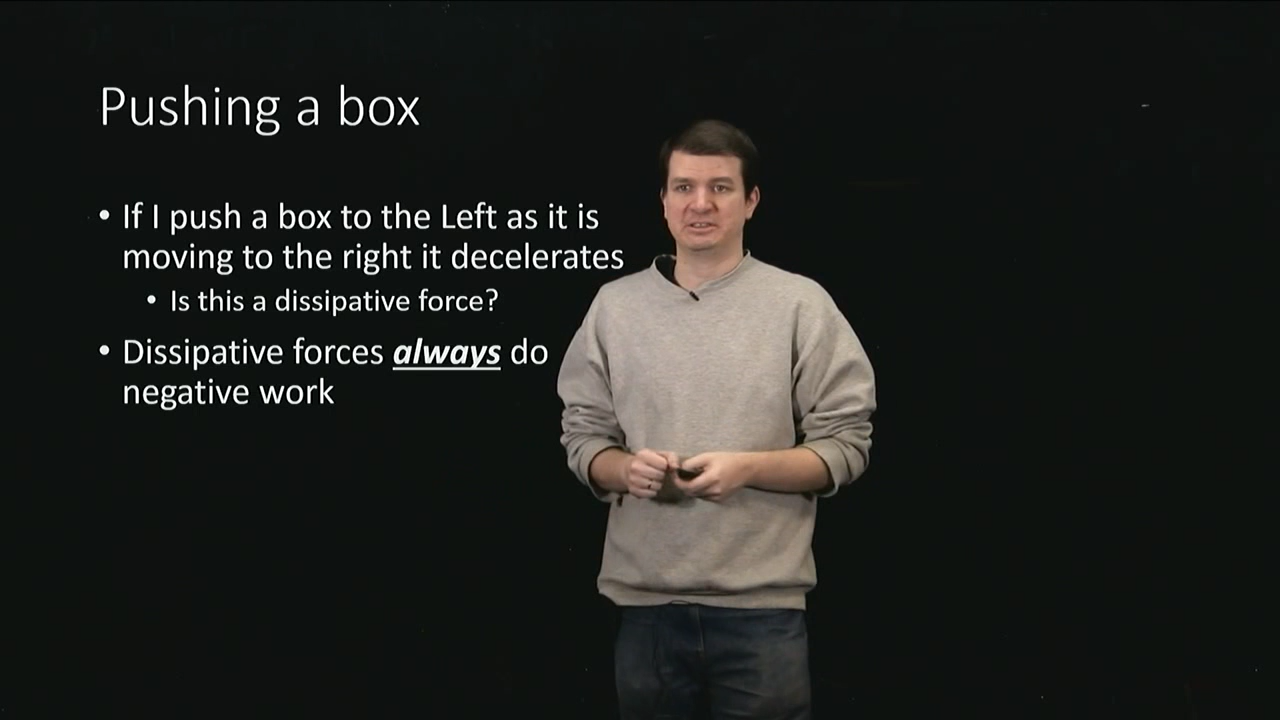 Pushing a box
• If I push a box to the Left as it is
moving to the right it decelerates
• Is this a dissipative force?
• Dissipative forces always do
negative work